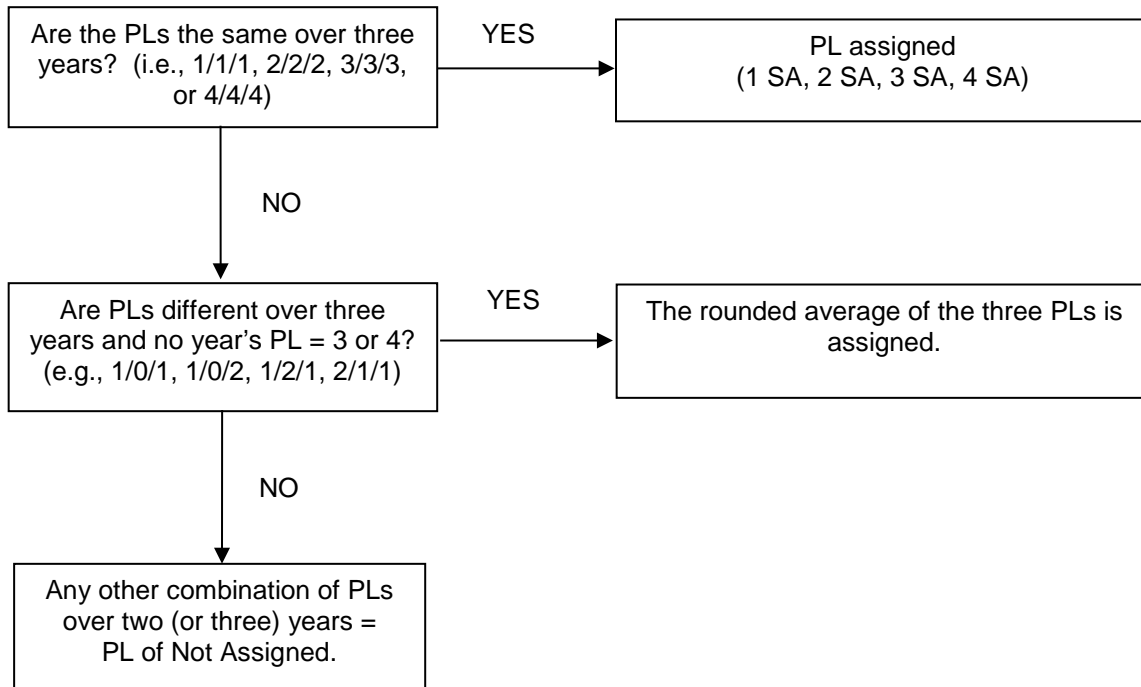 Are the PLs the same over three
years?  (i.e., 1/1/1, 2/2/2, 3/3/3,
or 4/4/4)
YES
PL assigned
(1 SA, 2 SA, 3 SA, 4 SA)
NO
Are PLs different over three
years and no year’s PL = 3 or 4?
(e.g., 1/0/1, 1/0/2, 1/2/1, 2/1/1)
YES
The rounded average of the three PLs is
assigned.
NO
Any other combination of PLs
over two (or three) years =
PL of Not Assigned.